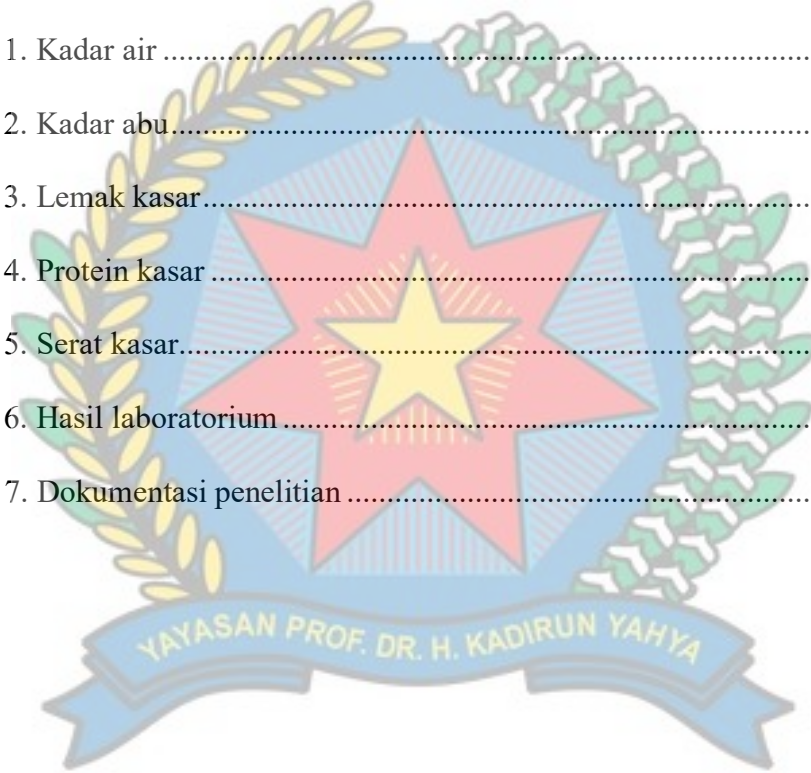 1. Kadar air ................................................................................
2. Kadar abu...............................................................................
3. Lemak kasar...........................................................................
4. Protein kasar ..........................................................................
5. Serat kasar..............................................................................
6. Hasil laboratorium ..................................................................
7. Dokumentasi penelitian ..........................................................
YAYASAN PROF. DR. H. KADIRUN YAHYA